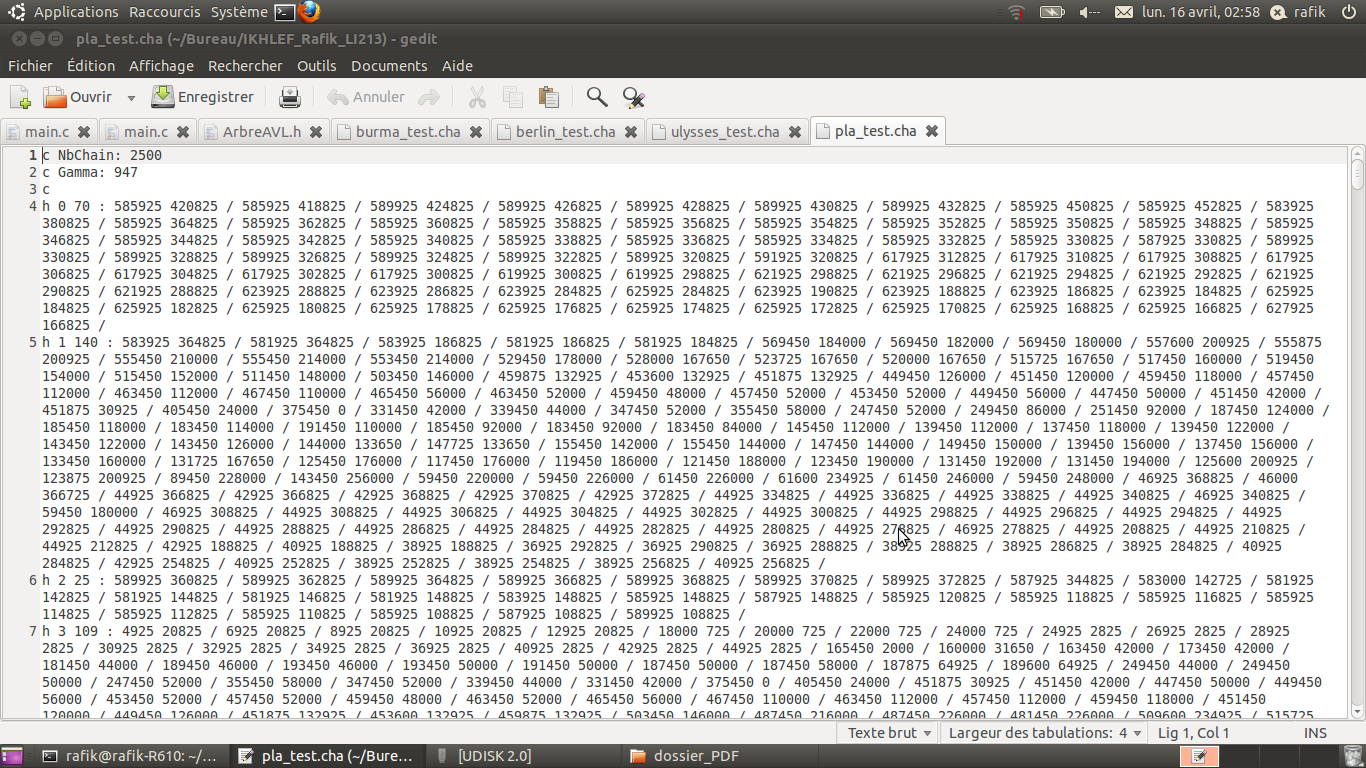 Applications Raccourcis Système lun. 16 avril, 02:58 rafik
pla_test.cha (~/Bureau/IKHLEF_Rafik_LI213) - gedit
Fichier Édition Affichage Rechercher Outils Documents Aide
Ouvrir Enregistrer Annuler
main.c main.c ArbreAVL.h burma_test.cha berlin_test.cha ulysses_test.cha pla_test.cha
1 c NbChain: 2500
2 c Gamma: 947
3 c
4 h 0 70 : 585925 420825 / 585925 418825 / 589925 424825 / 589925 426825 / 589925 428825 / 589925 430825 / 589925 432825 / 585925 450825 / 585925 452825 / 583925
380825 / 585925 364825 / 585925 362825 / 585925 360825 / 585925 358825 / 585925 356825 / 585925 354825 / 585925 352825 / 585925 350825 / 585925 348825 / 585925
346825 / 585925 344825 / 585925 342825 / 585925 340825 / 585925 338825 / 585925 336825 / 585925 334825 / 585925 332825 / 585925 330825 / 587925 330825 / 589925
330825 / 589925 328825 / 589925 326825 / 589925 324825 / 589925 322825 / 589925 320825 / 591925 320825 / 617925 312825 / 617925 310825 / 617925 308825 / 617925
306825 / 617925 304825 / 617925 302825 / 617925 300825 / 619925 300825 / 619925 298825 / 621925 298825 / 621925 296825 / 621925 294825 / 621925 292825 / 621925
290825 / 621925 288825 / 623925 288825 / 623925 286825 / 623925 284825 / 625925 284825 / 623925 190825 / 623925 188825 / 623925 186825 / 623925 184825 / 625925
184825 / 625925 182825 / 625925 180825 / 625925 178825 / 625925 176825 / 625925 174825 / 625925 172825 / 625925 170825 / 625925 168825 / 625925 166825 / 627925
166825 /
5 h 1 140 : 583925 364825 / 581925 364825 / 583925 186825 / 581925 186825 / 581925 184825 / 569450 184000 / 569450 182000 / 569450 180000 / 557600 200925 / 555875
200925 / 555450 210000 / 555450 214000 / 553450 214000 / 529450 178000 / 528000 167650 / 523725 167650 / 520000 167650 / 515725 167650 / 517450 160000 / 519450
154000 / 515450 152000 / 511450 148000 / 503450 146000 / 459875 132925 / 453600 132925 / 451875 132925 / 449450 126000 / 451450 120000 / 459450 118000 / 457450
112000 / 463450 112000 / 467450 110000 / 465450 56000 / 463450 52000 / 459450 48000 / 457450 52000 / 453450 52000 / 449450 56000 / 447450 50000 / 451450 42000 /
451875 30925 / 405450 24000 / 375450 0 / 331450 42000 / 339450 44000 / 347450 52000 / 355450 58000 / 247450 52000 / 249450 86000 / 251450 92000 / 187450 124000 /
185450 118000 / 183450 114000 / 191450 110000 / 185450 92000 / 183450 92000 / 183450 84000 / 145450 112000 / 139450 112000 / 137450 118000 / 139450 122000 /
143450 122000 / 143450 126000 / 144000 133650 / 147725 133650 / 155450 142000 / 155450 144000 / 147450 144000 / 149450 150000 / 139450 156000 / 137450 156000 /
133450 160000 / 131725 167650 / 125450 176000 / 117450 176000 / 119450 186000 / 121450 188000 / 123450 190000 / 131450 192000 / 131450 194000 / 125600 200925 /
123875 200925 / 89450 228000 / 143450 256000 / 59450 220000 / 59450 226000 / 61450 226000 / 61600 234925 / 61450 246000 / 59450 248000 / 46925 368825 / 46000
366725 / 44925 366825 / 42925 366825 / 42925 368825 / 42925 370825 / 42925 372825 / 44925 334825 / 44925 336825 / 44925 338825 / 44925 340825 / 46925 340825 /
59450 180000 / 46925 308825 / 44925 308825 / 44925 306825 / 44925 304825 / 44925 302825 / 44925 300825 / 44925 298825 / 44925 296825 / 44925 294825 / 44925
292825 / 44925 290825 / 44925 288825 / 44925 286825 / 44925 284825 / 44925 282825 / 44925 280825 / 44925 278825 / 46925 278825 / 44925 208825 / 44925 210825 /
44925 212825 / 42925 188825 / 40925 188825 / 38925 188825 / 36925 292825 / 36925 290825 / 36925 288825 / 38925 288825 / 38925 286825 / 38925 284825 / 40925
284825 / 42925 254825 / 40925 252825 / 38925 252825 / 38925 254825 / 38925 256825 / 40925 256825 /
6 h 2 25 : 589925 360825 / 589925 362825 / 589925 364825 / 589925 366825 / 589925 368825 / 589925 370825 / 589925 372825 / 587925 344825 / 583000 142725 / 581925
142825 / 581925 144825 / 581925 146825 / 581925 148825 / 583925 148825 / 585925 148825 / 587925 148825 / 585925 120825 / 585925 118825 / 585925 116825 / 585925
114825 / 585925 112825 / 585925 110825 / 585925 108825 / 587925 108825 / 589925 108825 /
7 h 3 109 : 4925 20825 / 6925 20825 / 8925 20825 / 10925 20825 / 12925 20825 / 18000 725 / 20000 725 / 22000 725 / 24000 725 / 24925 2825 / 26925 2825 / 28925
2825 / 30925 2825 / 32925 2825 / 34925 2825 / 36925 2825 / 40925 2825 / 42925 2825 / 44925 2825 / 165450 2000 / 160000 31650 / 163450 42000 / 173450 42000 /
181450 44000 / 189450 46000 / 193450 46000 / 193450 50000 / 191450 50000 / 187450 50000 / 187450 58000 / 187875 64925 / 189600 64925 / 249450 44000 / 249450
50000 / 247450 52000 / 355450 58000 / 347450 52000 / 339450 44000 / 331450 42000 / 375450 0 / 405450 24000 / 451875 30925 / 451450 42000 / 447450 50000 / 449450
56000 / 453450 52000 / 457450 52000 / 459450 48000 / 463450 52000 / 465450 56000 / 467450 110000 / 463450 112000 / 457450 112000 / 459450 118000 / 451450
120000 / 449450 126000 / 451875 132925 / 453600 132925 / 459875 132925 / 503450 146000 / 487450 216000 / 487450 226000 / 481450 226000 / 509600 234925 / 515725
Texte brut Largeur des tabulations: 4 Lig 1, Col 1 INS
rafik@rafik-R610: ~/... pla_test.cha (~/Bure... [UDISK 2.0] dossier_PDF